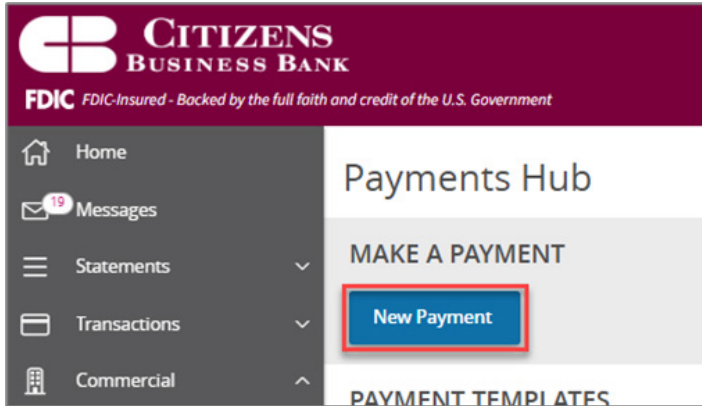 CITIZENS
BUSINESS BANK
FDIC FDIC-Insured - Backed by the full faith and credit of the U.S. Government
Home
19
Messages
Statements
Transactions
Commercial
Payments Hub
MAKE A PAYMENT
New Payment
PAYMENT TEMPLATES